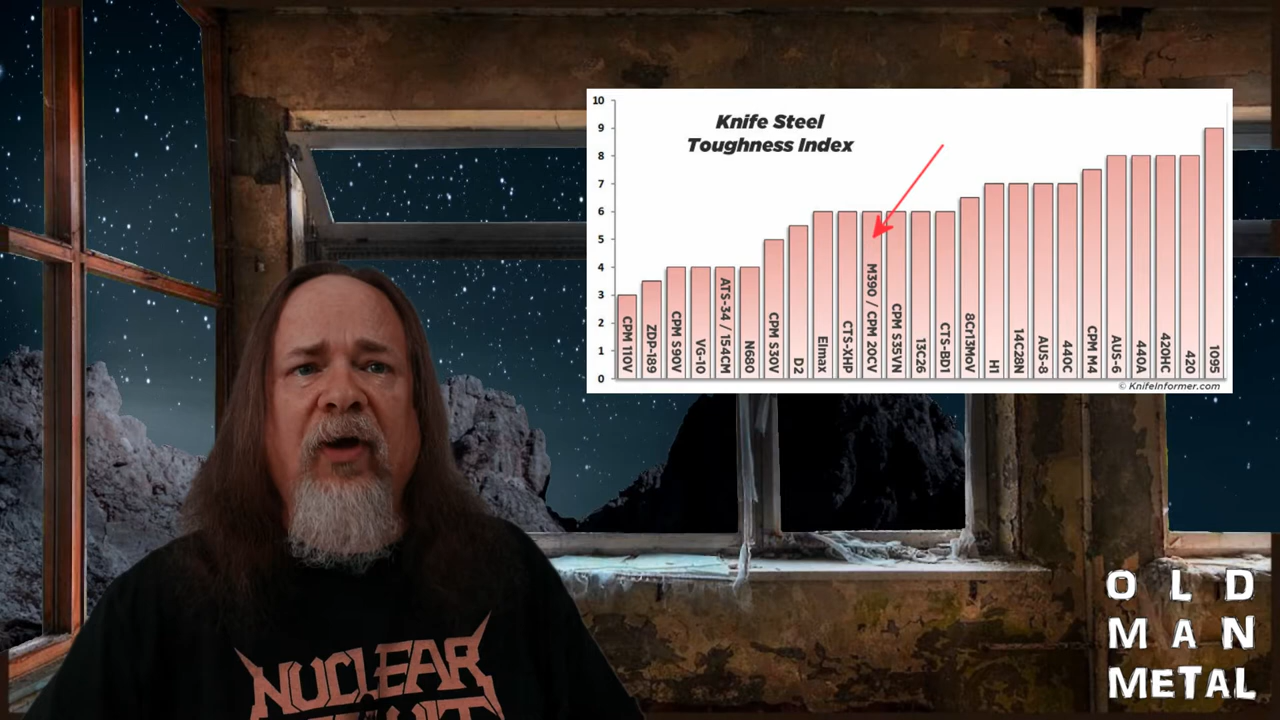 Knife Steel
Toughness Index
10
9
8
7
6
5
4
3
2
1
0
CPM 110V
ZDP-189
CPM S90V
VG-10
ATS-34 / 154CM
N680
CPM S30V
D2
Elmax
CTS-XHP
M390 / CPM 20CV
CPM S35VN
13C26
CTS-BD1
8Cr13MoV
H1
14C28N
AUS-8
440C
CPM M4
AUS-6
440A
420HC
420
1095
© KnifeInformer.com
NUCLEAR
OLD
MAN
METAL